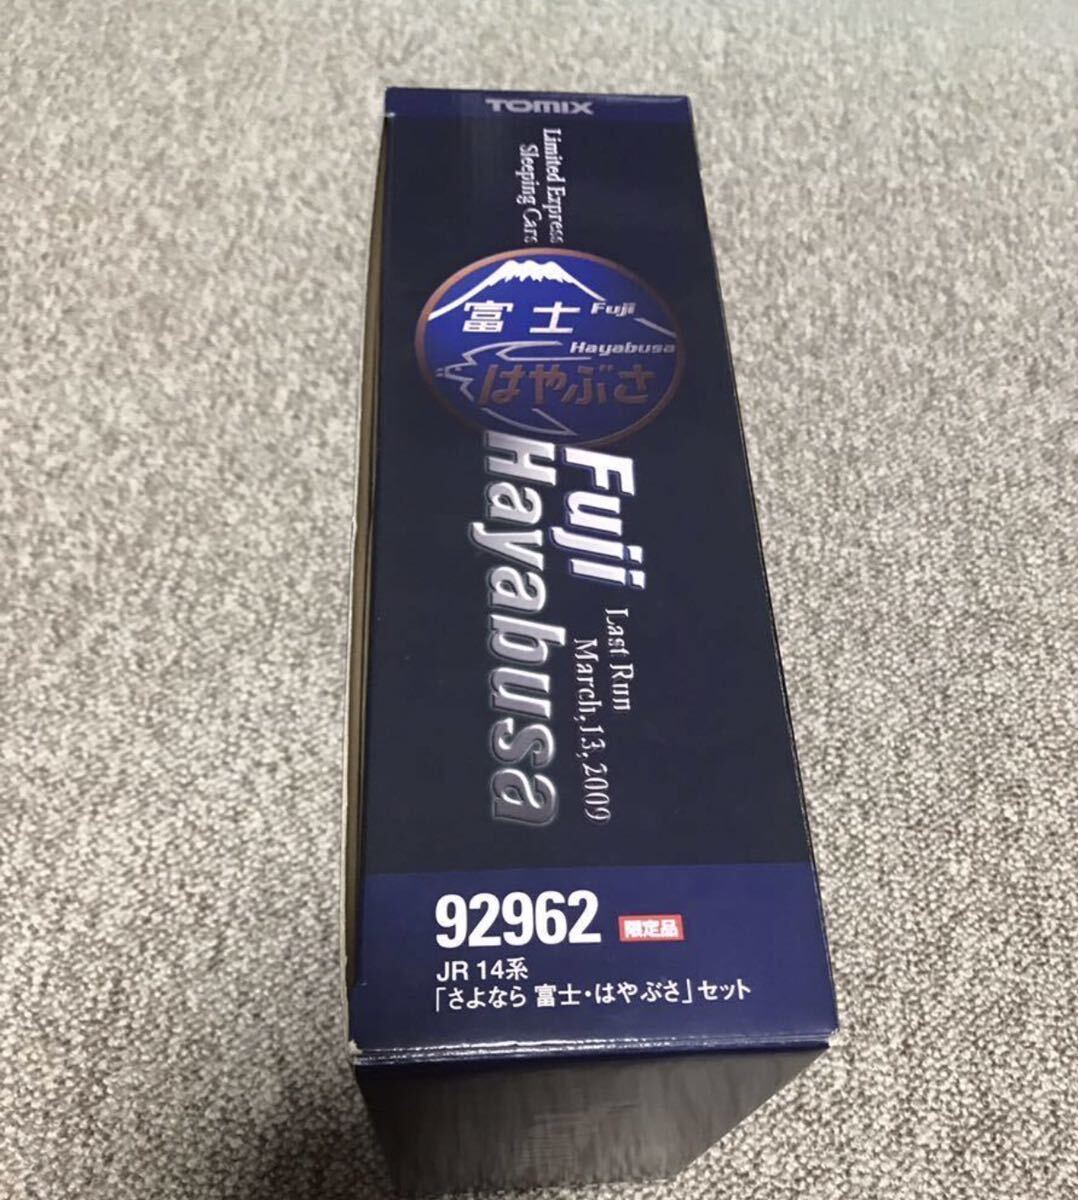 TOMIX
Limited Express
Sleeping Cars
富士 Fuji
Hayabusa
はやぶさ
Fuji
Hayabusa
Last Run
March,13,2009
92962 限定品
JR 14系
「さよなら 富士・はやぶさ」セット